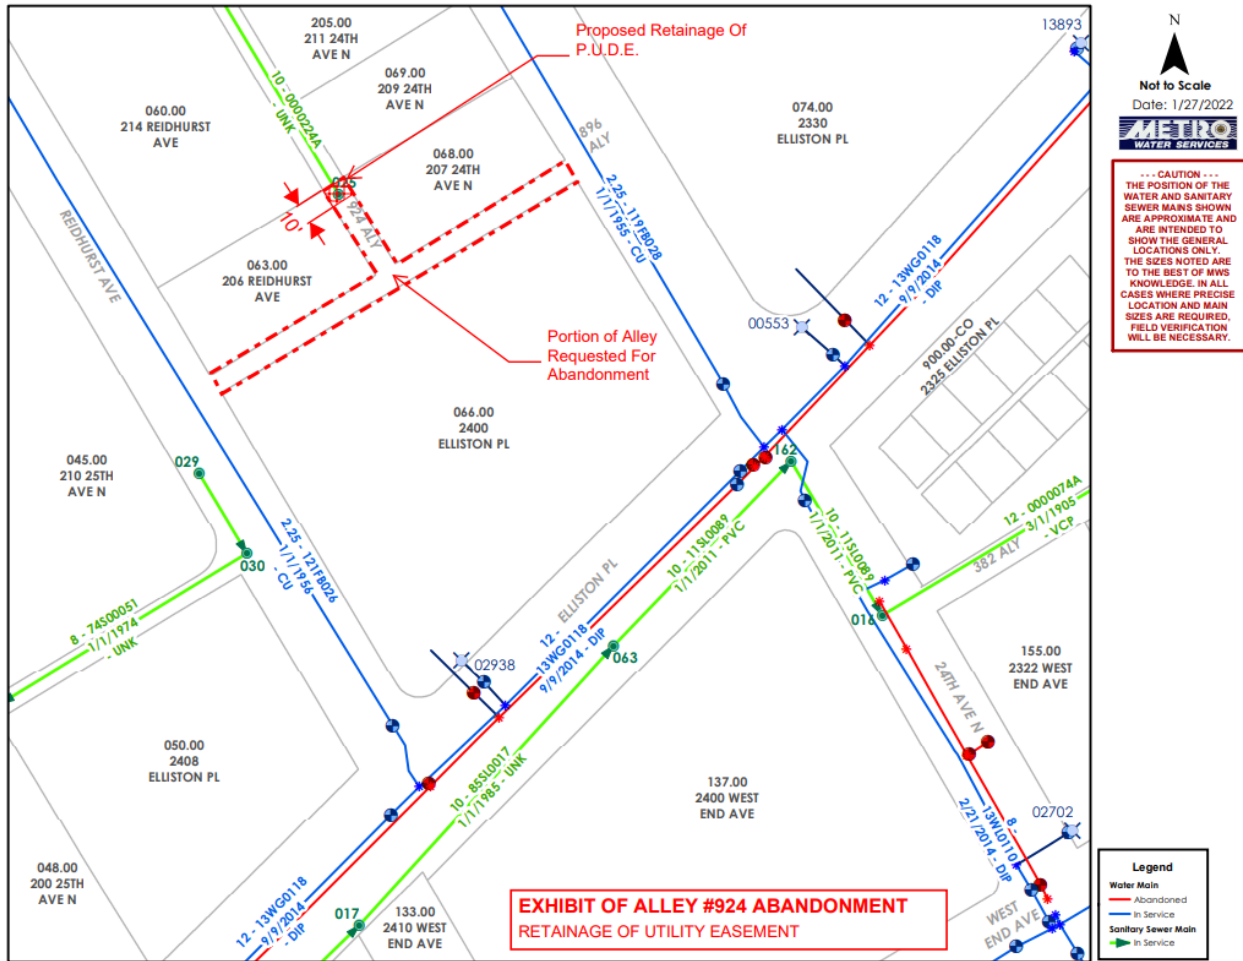 205.00
211 24TH
AVE N
Proposed Retainage Of
P.U.D.E.
13893
N
Not to Scale
Date: 1/27/2022
METRO
WATER SERVICES
- - - CAUTION - - -
THE POSITION OF THE
WATER AND SANITARY
SEWER MAINS SHOWN
ARE APPROXIMATE AND
ARE INTENDED TO
SHOW THE GENERAL
LOCATIONS ONLY.
THE SIZES NOTED ARE
TO THE BEST OF MWS
KNOWLEDGE. IN ALL
CASES WHERE PRECISE
LOCATION AND MAIN
SIZES ARE REQUIRED,
FIELD VERIFICATION
WILL BE NECESSARY.
10 - 0000224A
- UNK
069.00
209 24TH
AVE N
060.00
214 REIDHURST
AVE
074.00
2330
ELLISTON PL
896
ALY
068.00
207 24TH
AVE N
025
924 ALY
10'
2.25 - 119FB028
1/1/1955 - CU
REIDHURST AVE
063.00
206 REIDHURST
AVE
12 - 13WG0118
9/9/2014
- DIP
00553
Portion of Alley
Requested For
Abandonment
900.00-CO
2325 ELLISTON PL
066.00
2400
ELLISTON PL
045.00
210 25TH
AVE N
029
162
030
2.25 - 121FB026
1/1/1956
- CU
10 - 11SL0089
1/1/2011 - PVC
10 - 11SL0089
1/1/2011 - PVC
12 - 0000074A
3/1/1905
- VCP
382 ALY
8 - 74S00051
1/1/1974
- UNK
ELLISTON PL
12 -
13WG0118
9/9/2014 - DIP
016
063
02938
24TH AVE N
155.00
2322 WEST
END AVE
050.00
2408
ELLISTON PL
10 - 85SL0017
1/1/1985 - UNK
137.00
2400 WEST
END AVE
8 -
13WL0110
2/21/2014 - DIP
02702
048.00
200 25TH
AVE N
12 - 13WG0118
9/9/2014
- DIP
017
133.00
2410 WEST
END AVE
EXHIBIT OF ALLEY #924 ABANDONMENT
RETAINAGE OF UTILITY EASEMENT
WEST
END AVE
Legend
Water Main
Abandoned
In Service
Sanitary Sewer Main
In Service